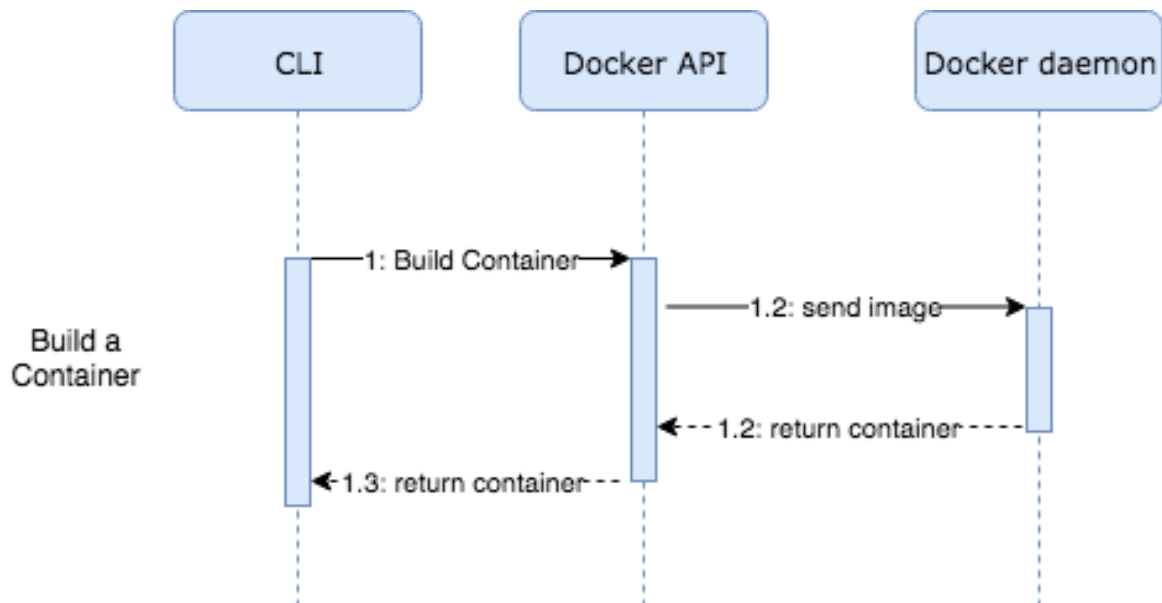 CLI
Docker API
Docker daemon
1: Build Container
1.2: send image
Build a
Container
1.2: return container
1.3: return container